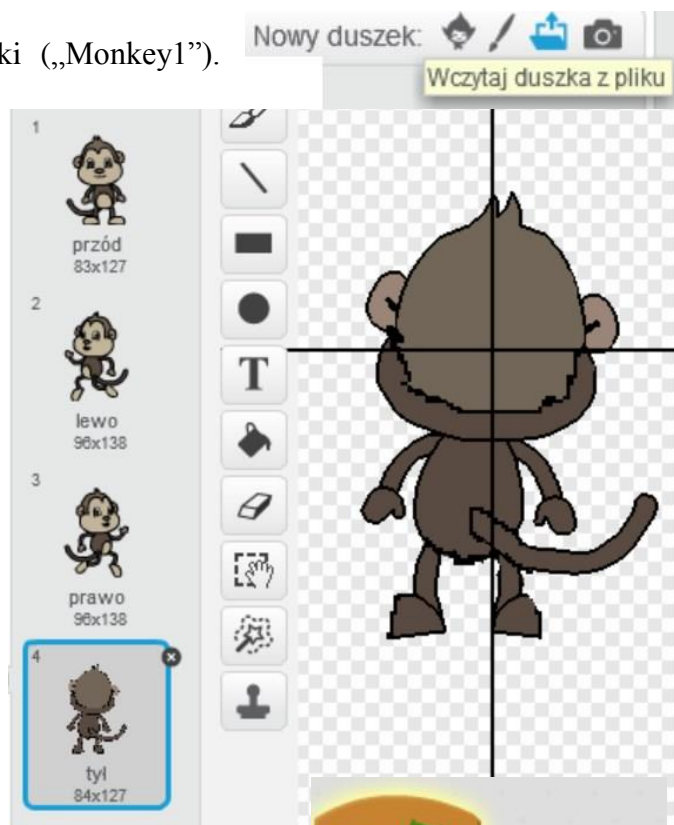 Nowy duszek:
ki („Monkey1”).
Wczytaj duszka z pliku
1
przód
83x127
2
lewo
96x138
3
prawo
96x138
4
tył
84x127
T